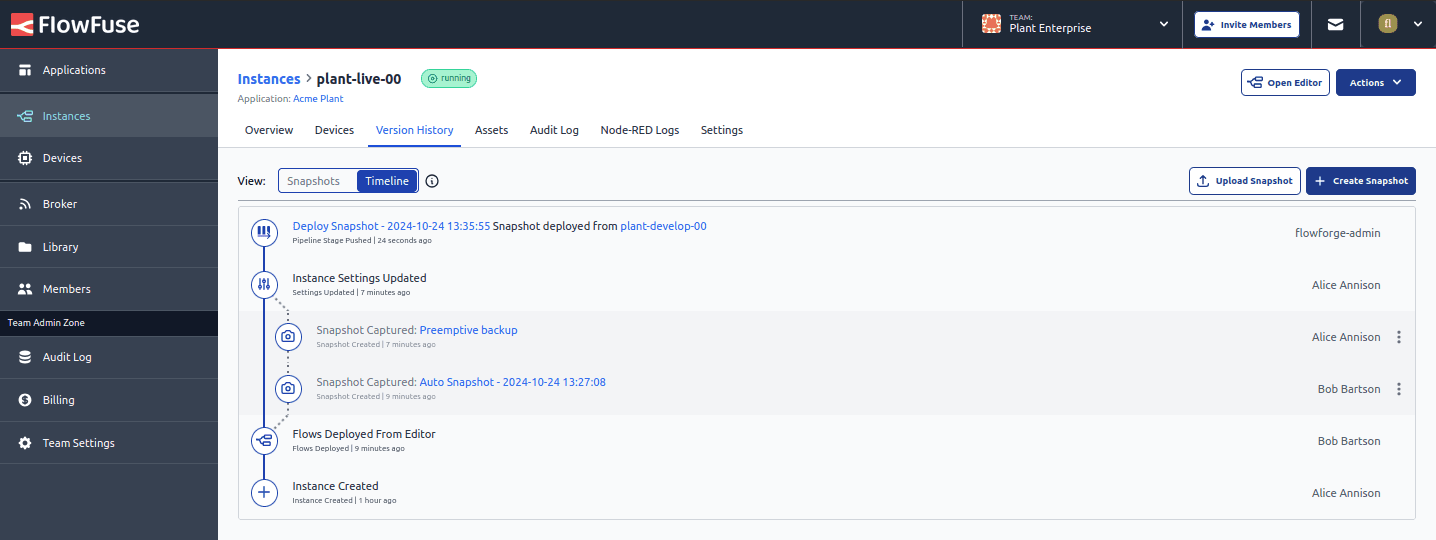 FlowFuse
TEAM:
Plant Enterprise
Invite Members
fl
Applications
Instances
Devices
Broker
Library
Members
Team Admin Zone
Audit Log
Billing
Team Settings
Instances > plant-live-00
running
Application: Acme Plant
Open Editor
Actions
Overview Devices Version History Assets Audit Log Node-RED Logs Settings
View: Snapshots Timeline
Upload Snapshot
Create Snapshot
Deploy Snapshot - 2024-10-24 13:35:55 Snapshot deployed from plant-develop-00
Pipeline Stage Pushed | 24 seconds ago
flowforge-admin
Instance Settings Updated
Settings Updated | 7 minutes ago
Alice Annison
Snapshot Captured: Preemptive backup
Snapshot Created | 7 minutes ago
Alice Annison
Snapshot Captured: Auto Snapshot - 2024-10-24 13:27:08
Snapshot Created | 9 minutes ago
Bob Bartson
Flows Deployed From Editor
Flows Deployed | 9 minutes ago
Bob Bartson
Instance Created
Instance Created | 1 hour ago
Alice Annison